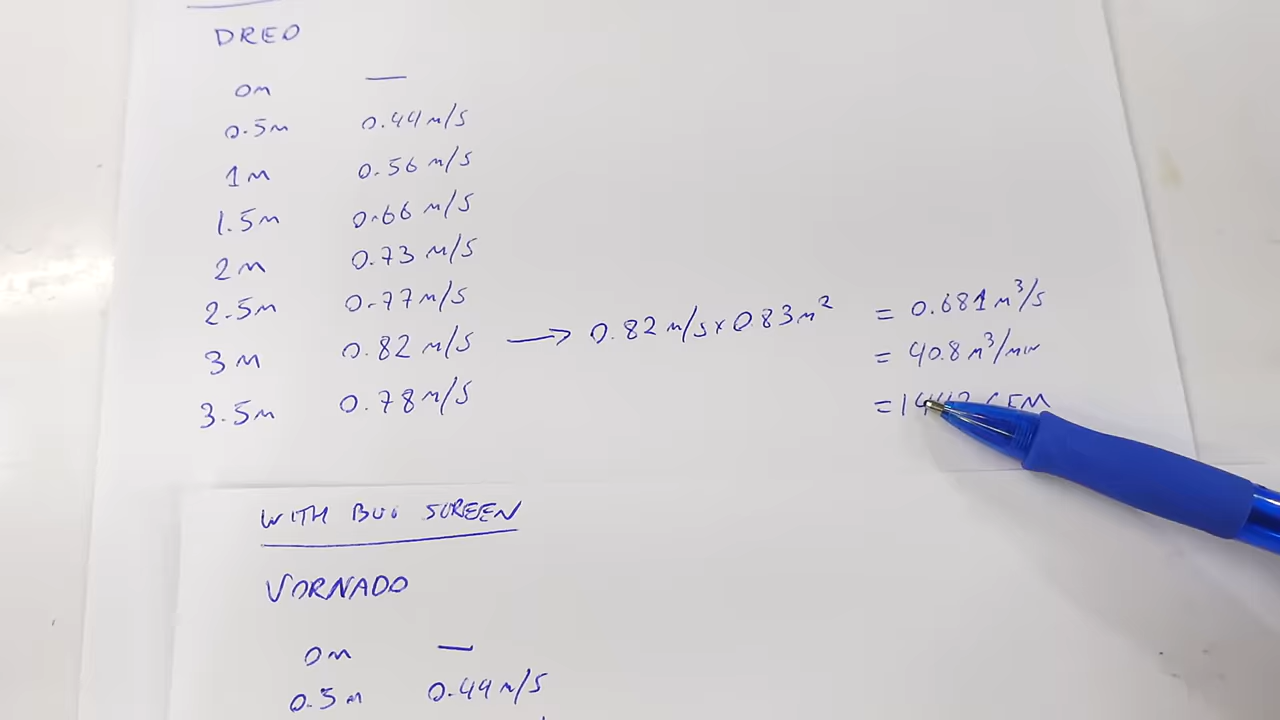 DREO
0m —
0.5m 0.44 m/s
1m 0.56 m/s
1.5m 0.66 m/s
2m 0.73 m/s
2.5m 0.77 m/s
3m 0.82 m/s → 0.82 m/s x 0.83 m² = 0.681 m³/s
= 40.8 m³/min
3.5m 0.78 m/s
CFM
WITH BUG SCREEN
VORNADO
0m —
0.5m 0.44 m/s